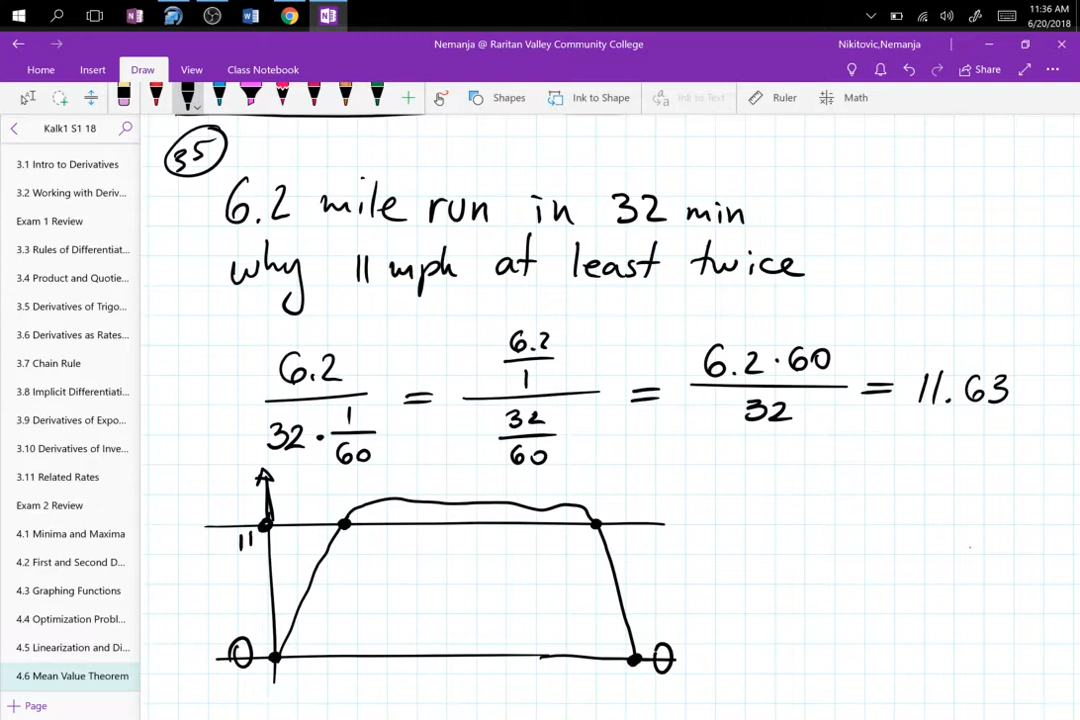 11:36 AM
6/20/2018
Nemanja @ Raritan Valley Community College
Nikitovic,Nemanja
Home Insert Draw View Class Notebook
Share
Shapes Ink to Shape Ink to Text Ruler Math
Kalk1 S1 18
3.1 Intro to Derivatives
3.2 Working with Deriv...
Exam 1 Review
3.3 Rules of Differentiat...
3.4 Product and Quotie...
3.5 Derivatives of Trigo...
3.6 Derivatives as Rates...
3.7 Chain Rule
3.8 Implicit Differentiati...
3.9 Derivatives of Expo...
3.10 Derivatives of Inve...
3.11 Related Rates
Exam 2 Review
4.1 Minima and Maxima
4.2 First and Second D...
4.3 Graphing Functions
4.4 Optimization Probl...
4.5 Linearization and Di...
4.6 Mean Value Theorem
+ Page
35
6.2 mile run in 32 min
why 11 mph at least twice
6.2 / (32 · 1/60) = (6.2/1) / (32/60) = (6.2 · 60) / 32 = 11.63
11
0 0